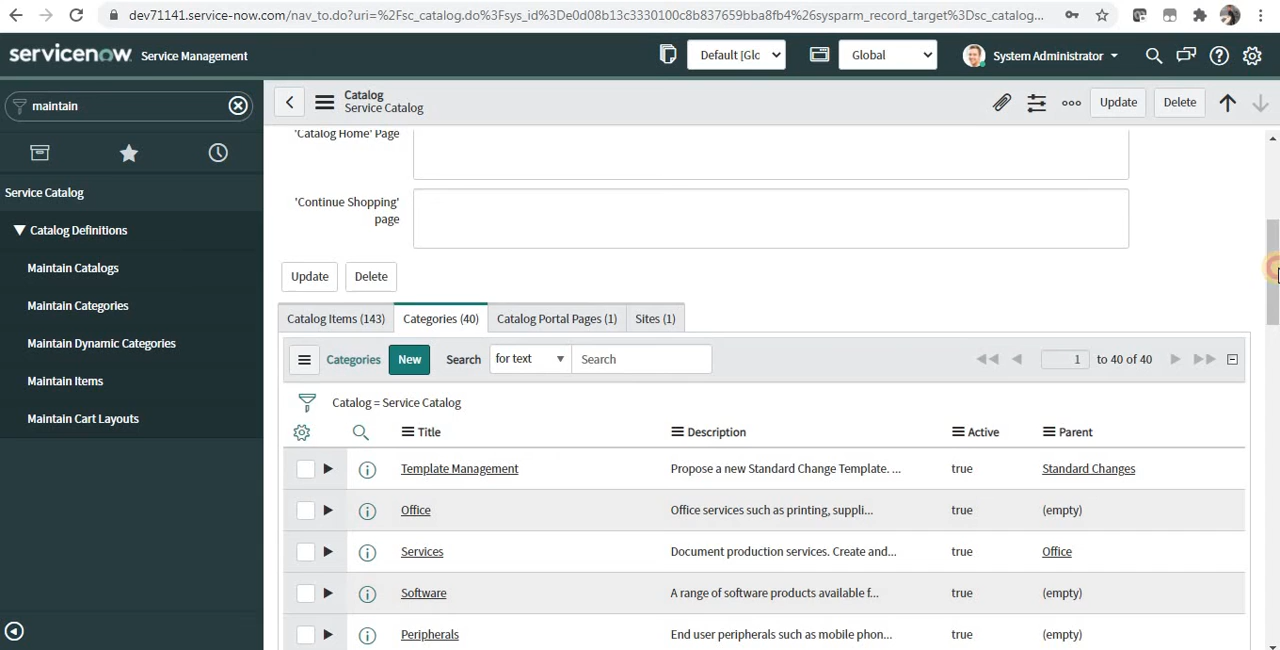 dev71141.service-now.com/nav_to.do?uri=%2Fsc_catalog.do%3Fsys_id%3De0d08b13c3330100c8b837659bba8fb4%26sysparm_record_target%3Dsc_catalog...
servicenow Service Management
Default [Glc
Global
System Administrator
maintain
Catalog
Service Catalog
Update
Delete
Service Catalog
Catalog Definitions
Maintain Catalogs
Maintain Categories
Maintain Dynamic Categories
Maintain Items
Maintain Cart Layouts
'Catalog Home' Page
'Continue Shopping'
page
Update
Delete
Catalog Items (143)
Categories (40)
Catalog Portal Pages (1)
Sites (1)
Categories New Search for text Search 1 to 40 of 40
Catalog = Service Catalog
Title Description Active Parent
Template Management Propose a new Standard Change Template. ... true Standard Changes
Office Office services such as printing, suppli... true (empty)
Services Document production services. Create and... true Office
Software A range of software products available f... true (empty)
Peripherals End user peripherals such as mobile phon... true (empty)